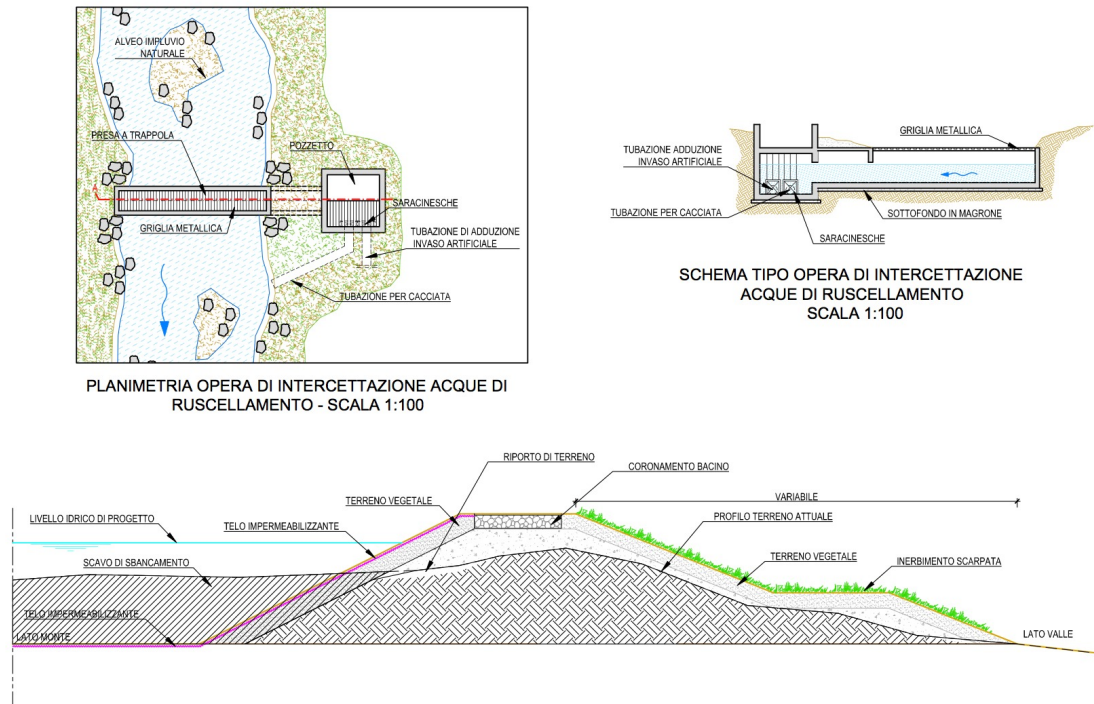 ALVEO IMPLUVIO
NATURALE
PRESA A TRAPPOLA
POZZETTO
A
SARACINESCHE
GRIGLIA METALLICA
TUBAZIONE DI ADDUZIONE
INVASO ARTIFICIALE
TUBAZIONE PER CACCIATA
PLANIMETRIA OPERA DI INTERCETTAZIONE ACQUE DI
RUSCELLAMENTO - SCALA 1:100
GRIGLIA METALLICA
TUBAZIONE ADDUZIONE
INVASO ARTIFICIALE
TUBAZIONE PER CACCIATA
SOTTOFONDO IN MAGRONE
SARACINESCHE
SCHEMA TIPO OPERA DI INTERCETTAZIONE
ACQUE DI RUSCELLAMENTO
SCALA 1:100
RIPORTO DI TERRENO
CORONAMENTO BACINO
VARIABILE
TERRENO VEGETALE
PROFILO TERRENO ATTUALE
LIVELLO IDRICO DI PROGETTO
TELO IMPERMEABILIZZANTE
SCAVO DI SBANCAMENTO
TERRENO VEGETALE
INERBIMENTO SCARPATA
TELO IMPERMEABILIZZANTE
LATO MONTE
LATO VALLE